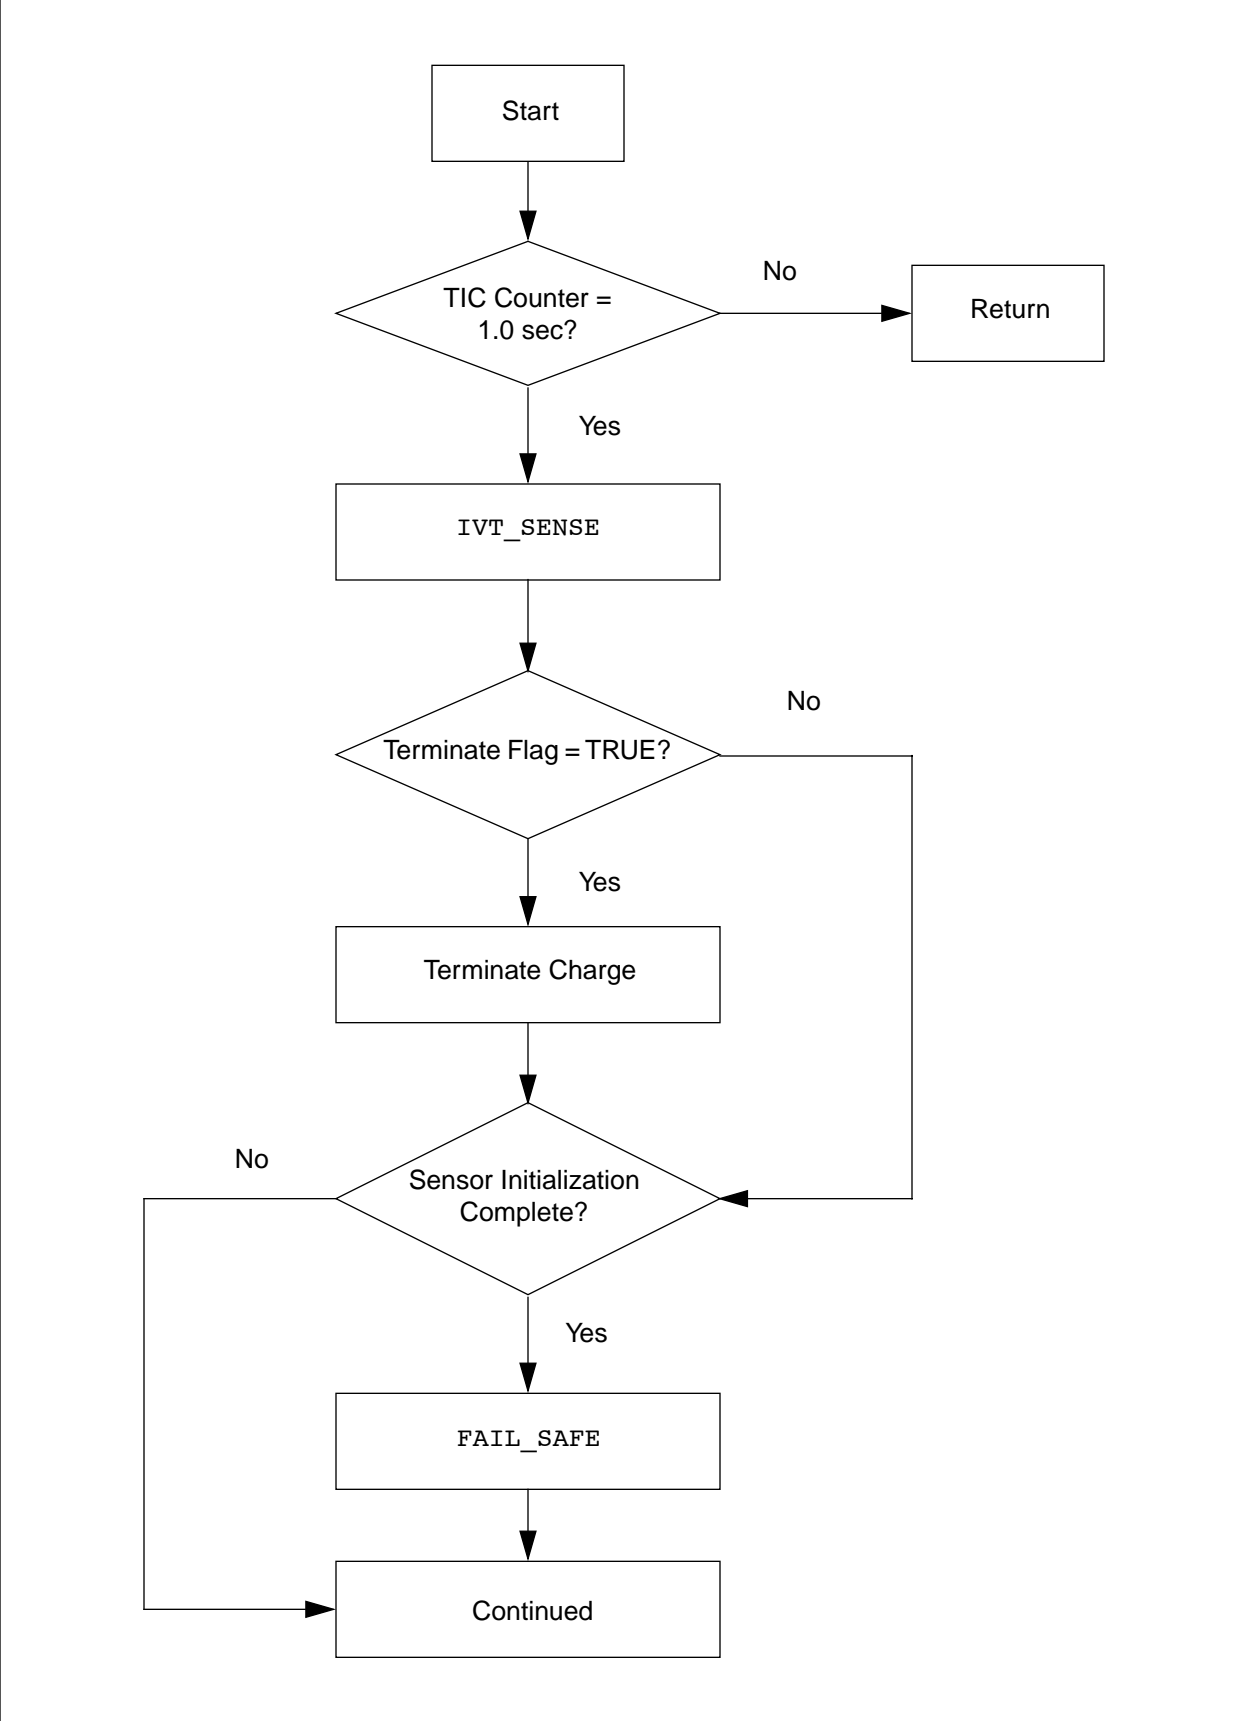 Start
TIC Counter =
1.0 sec?
No
Return
Yes
IVT_SENSE
Terminate Flag = TRUE?
No
Yes
Terminate Charge
Sensor Initialization
Complete?
No
Yes
FAIL_SAFE
Continued